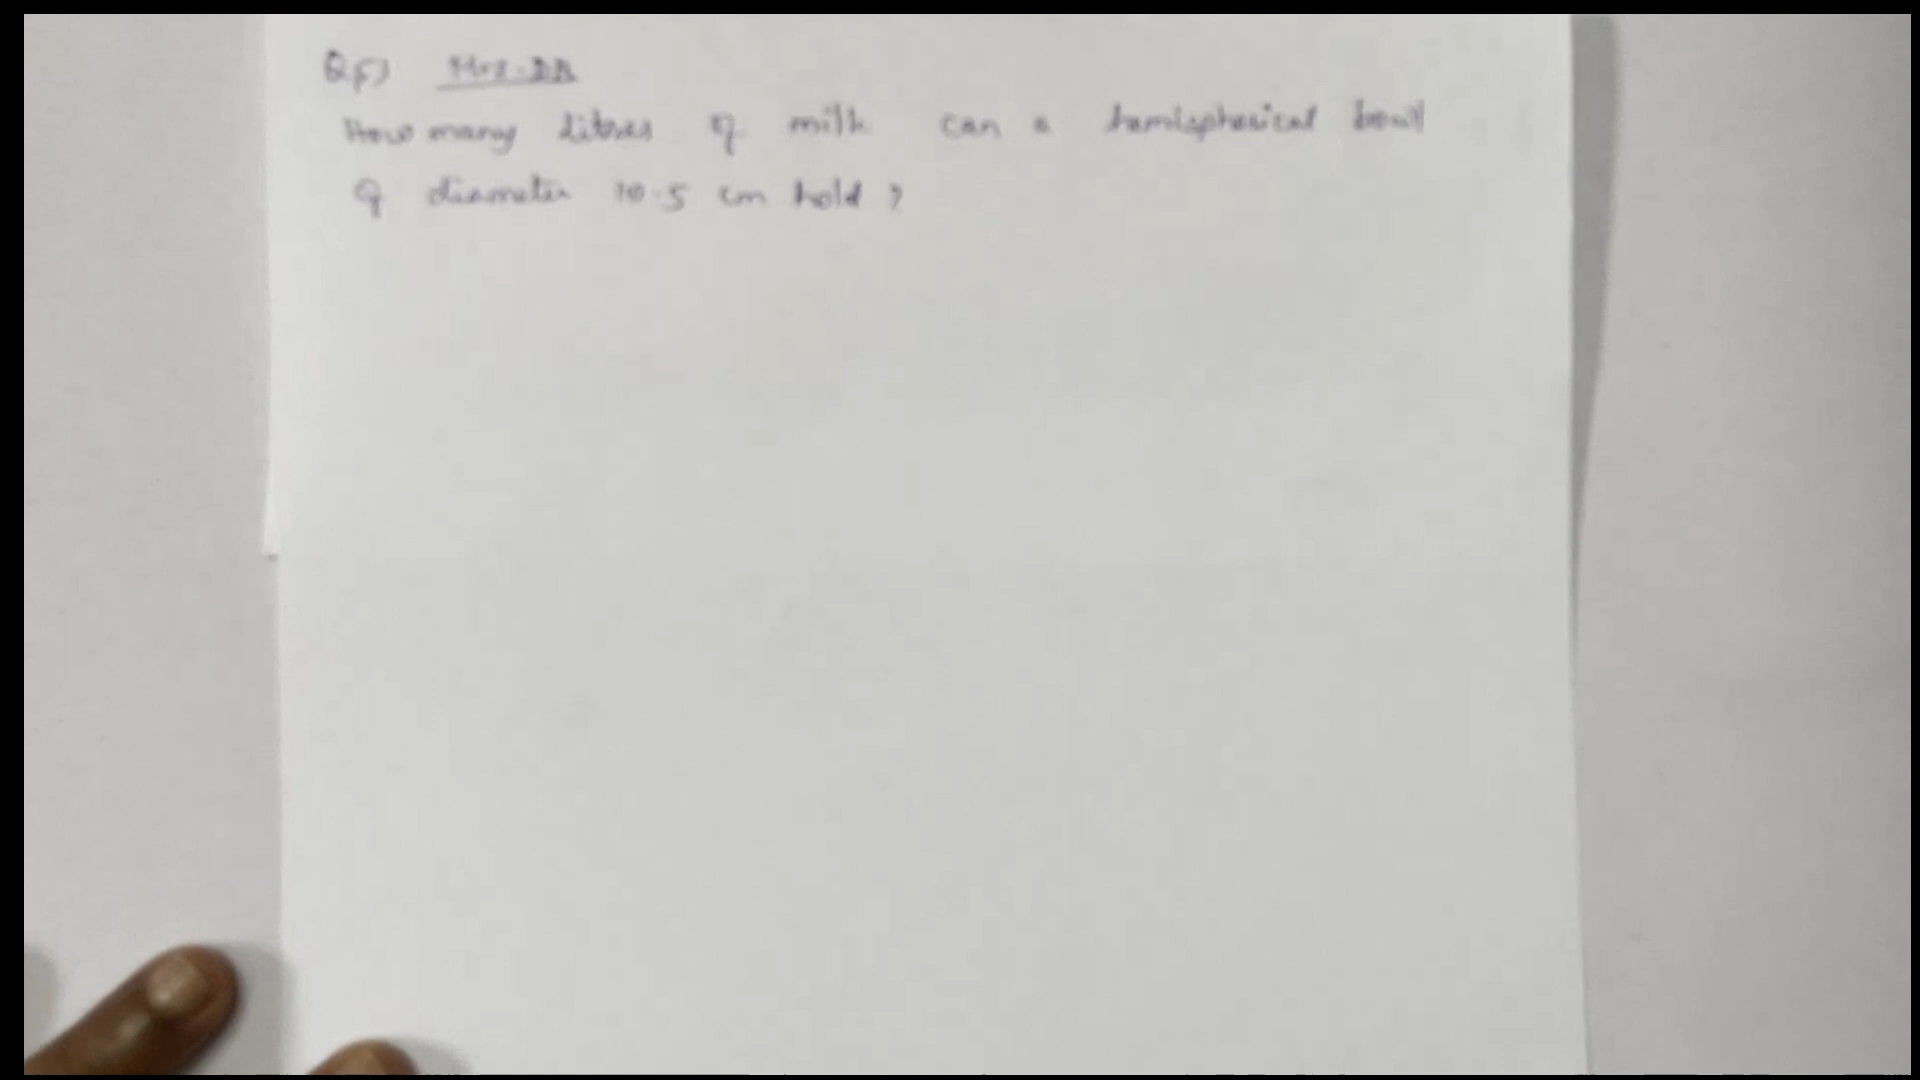 Q5)
How many litres of milk can a hemispherical bowl
of diameter 10.5 cm hold ?